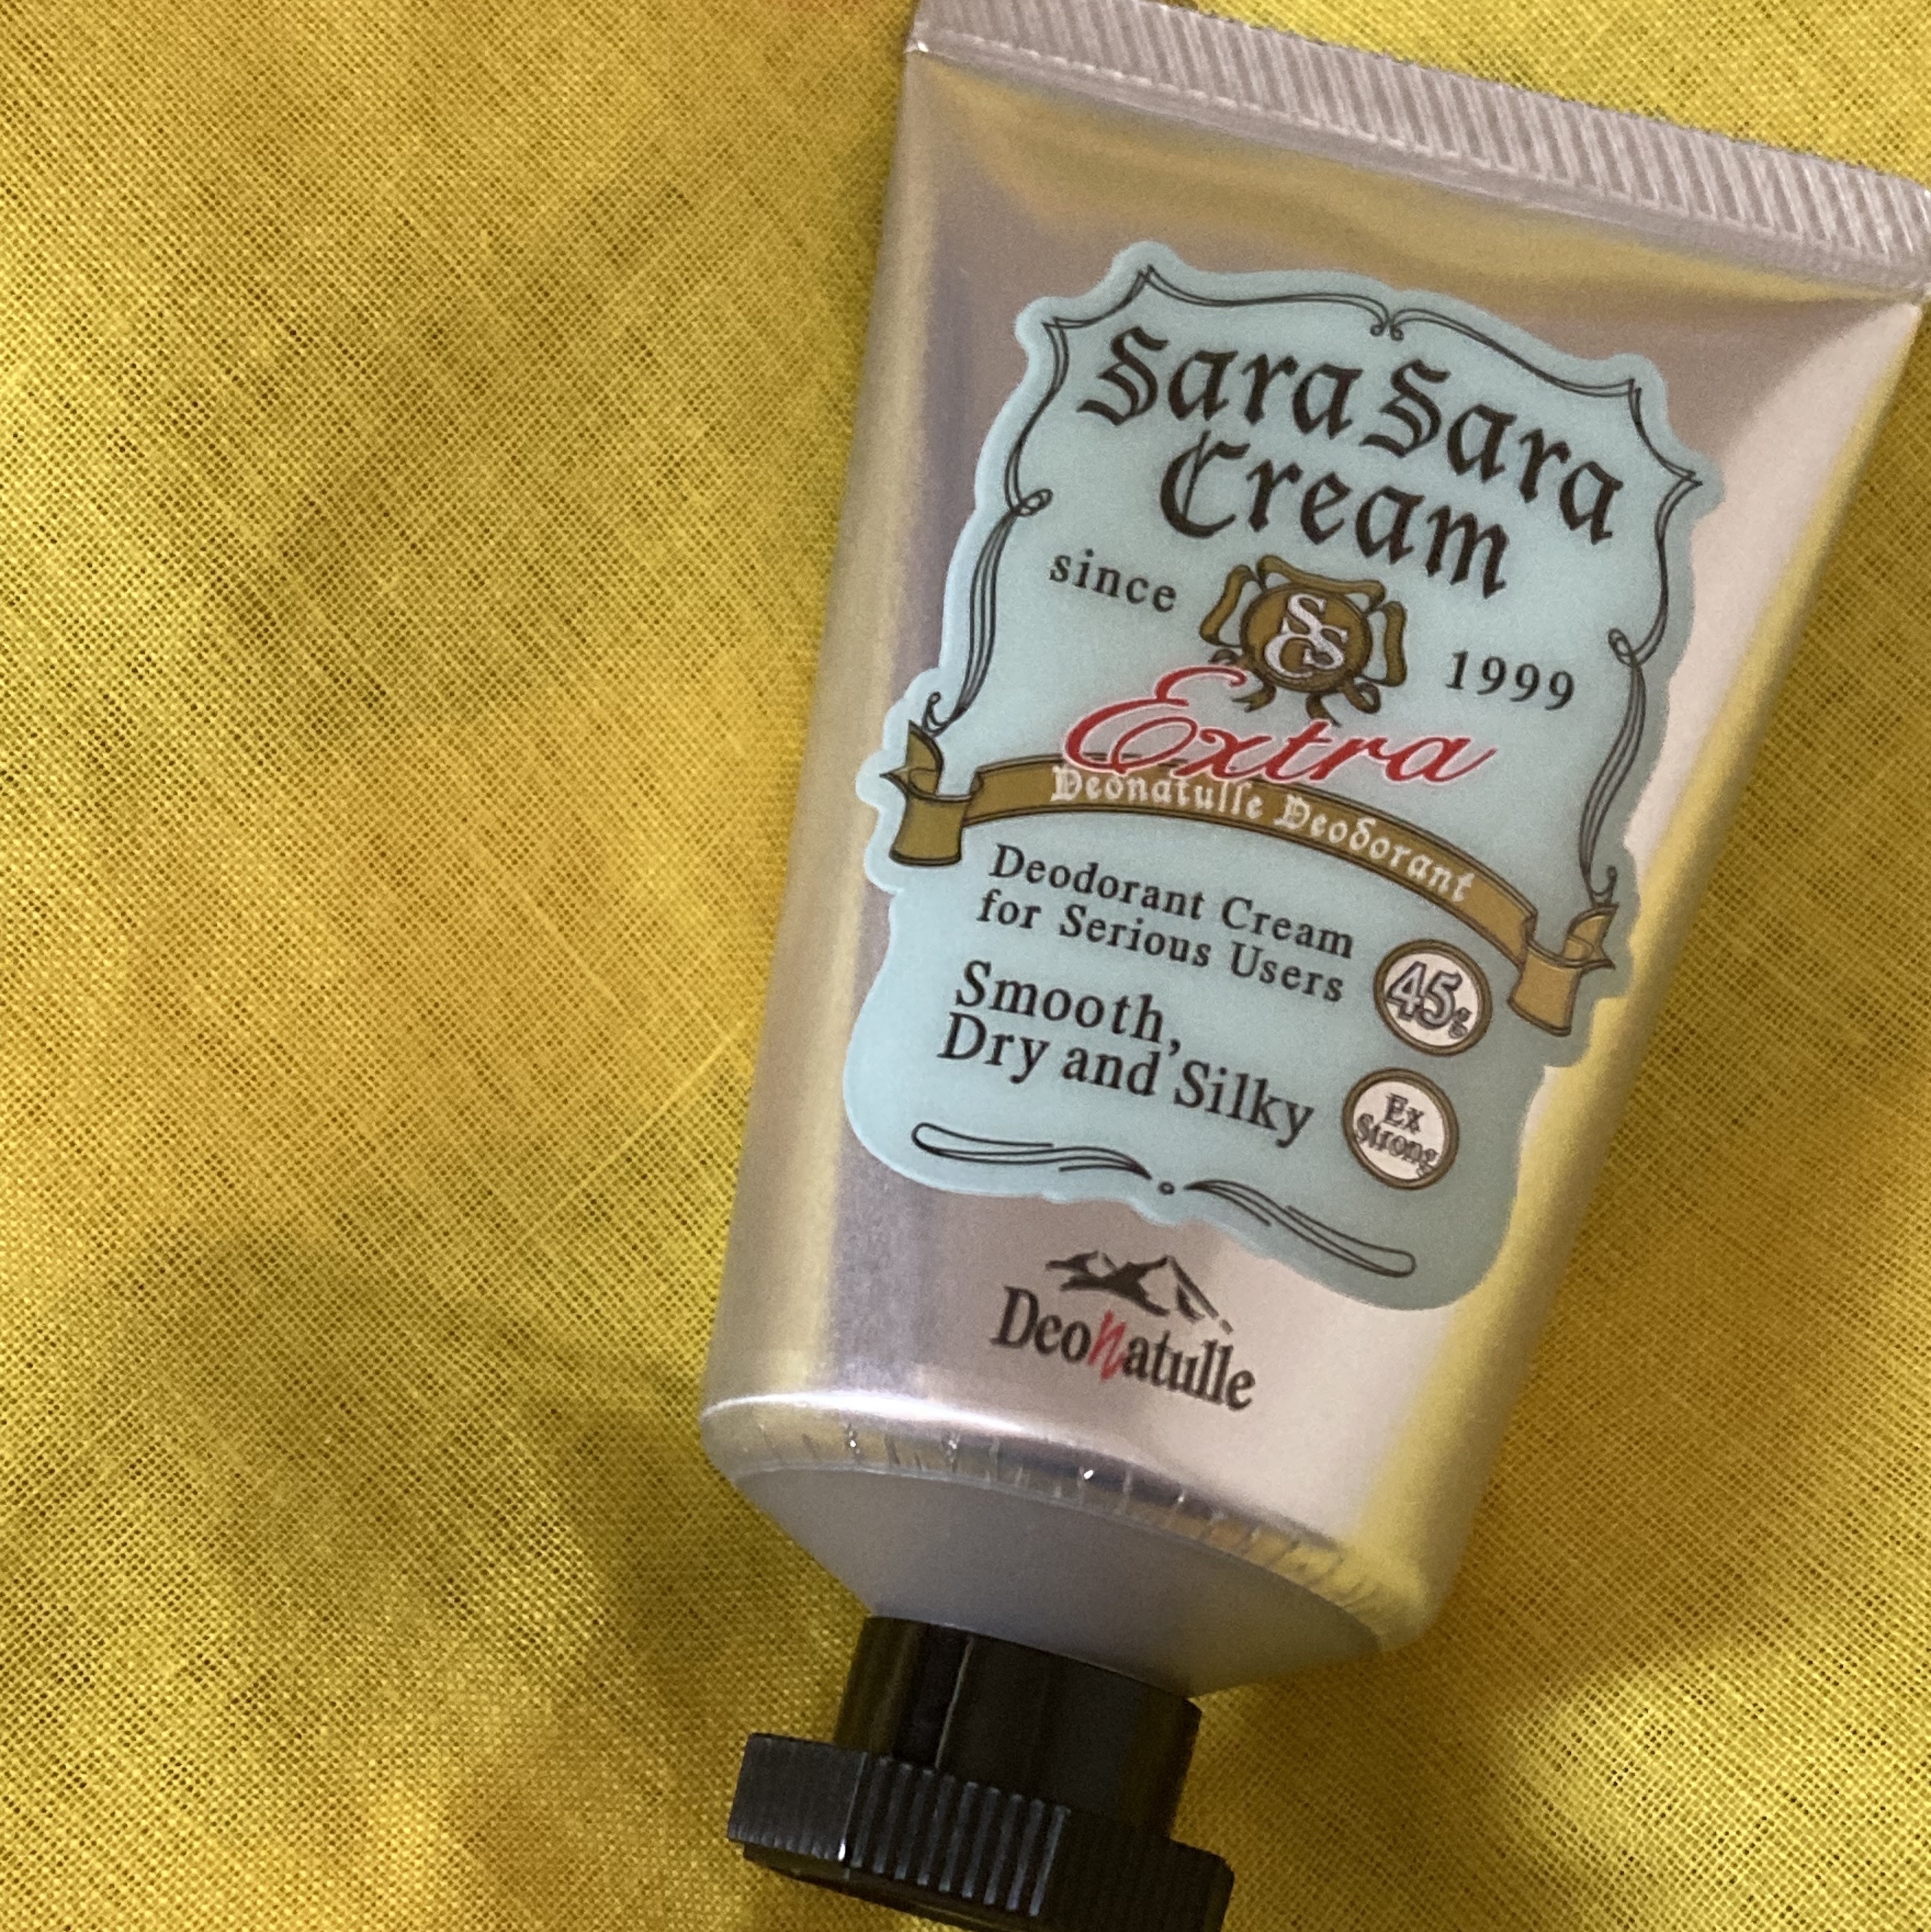 Sara Sara
Cream
since
SSC
1999
Extra
Deonatulle Deodorant
Deodorant Cream
for Serious Users
45g
Smooth,
Dry and Silky
Ex
Strong
Deonatulle